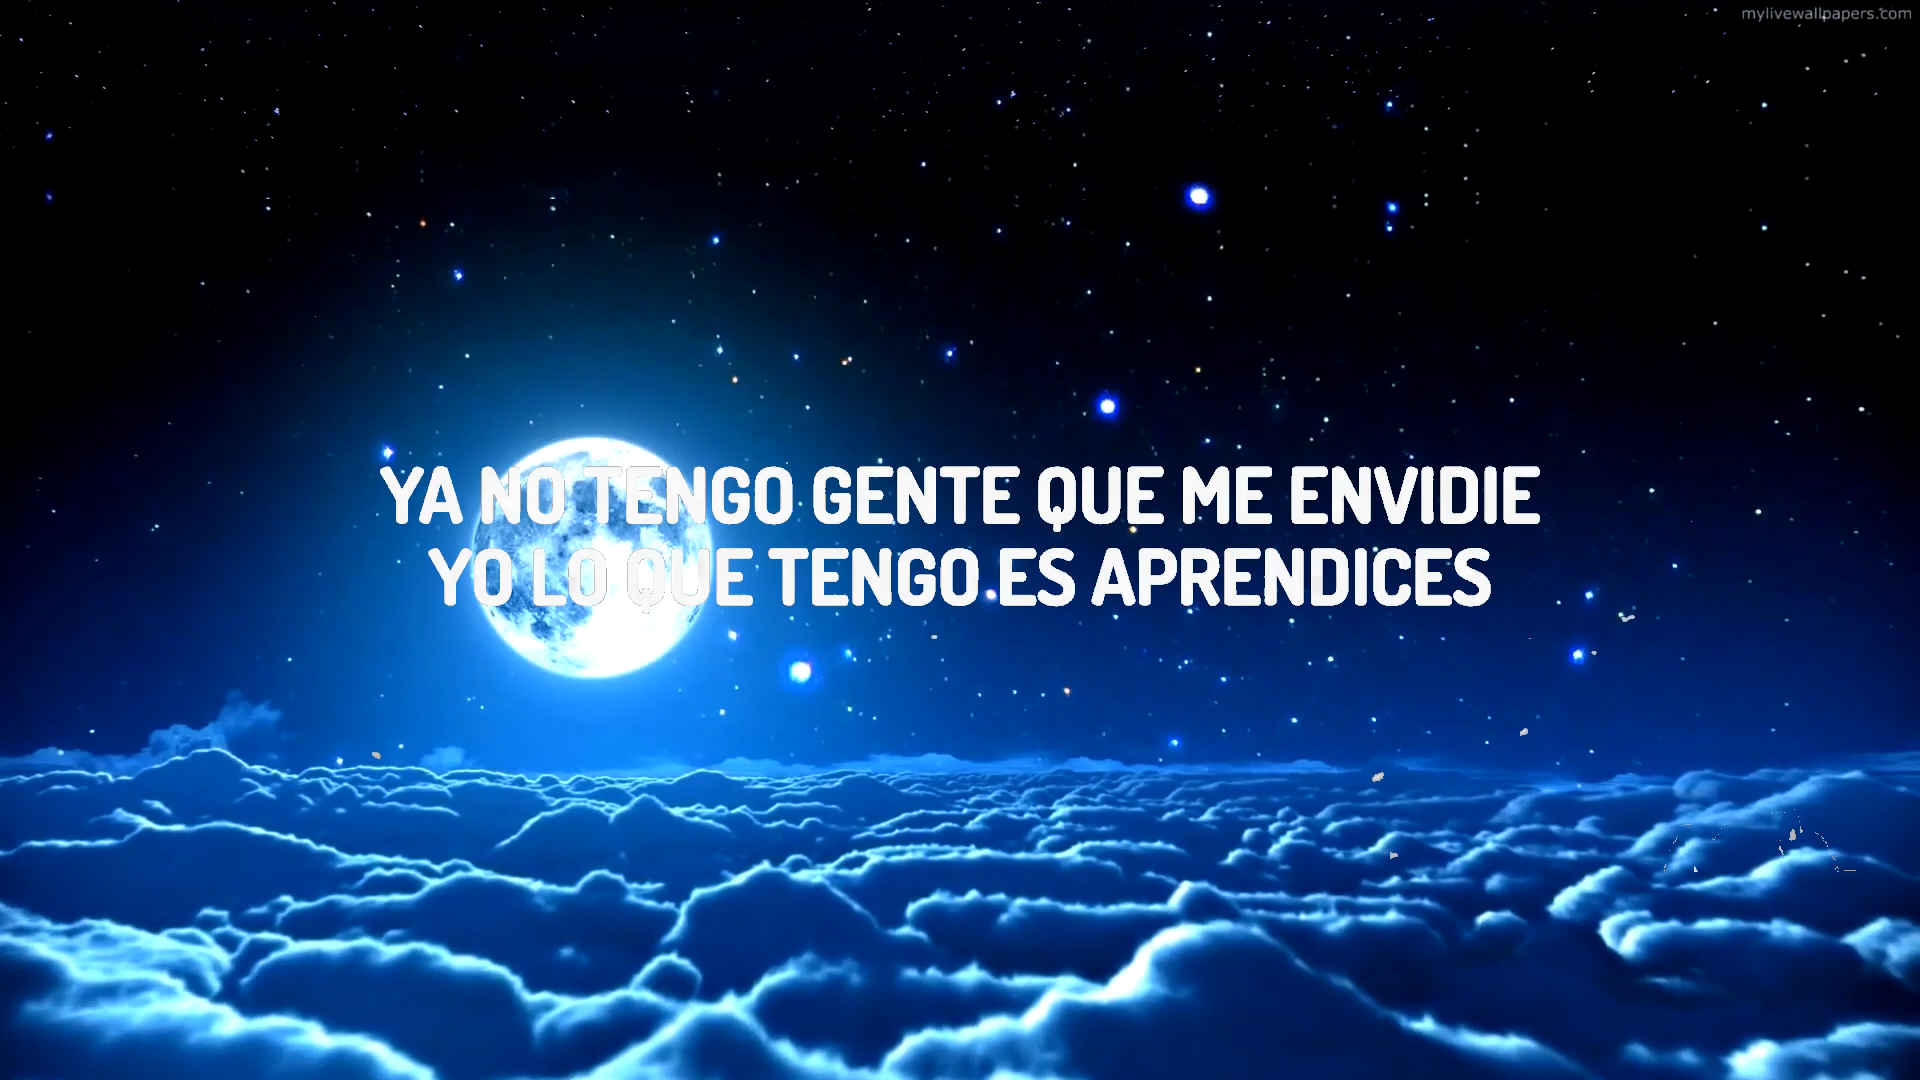 mylivewallpapers.com
YA NO TENGO GENTE QUE ME ENVIDIE
YO LO QUE TENGO ES APRENDICES